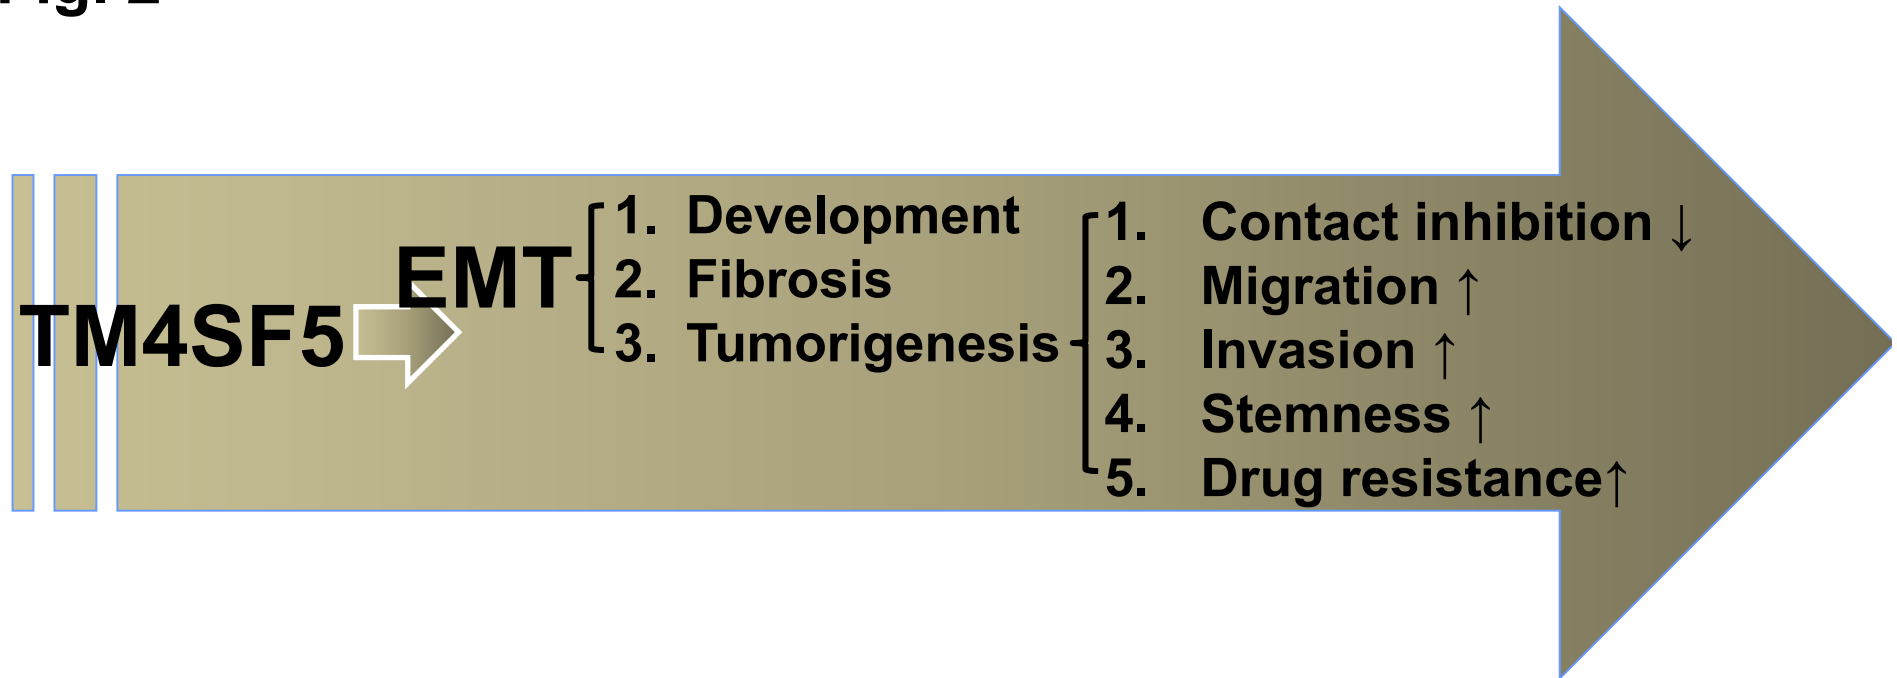 TM4SF5
EMT
1. Development
2. Fibrosis
3. Tumorigenesis
1. Contact inhibition ↓
2. Migration ↑
3. Invasion ↑
4. Stemness ↑
5. Drug resistance↑